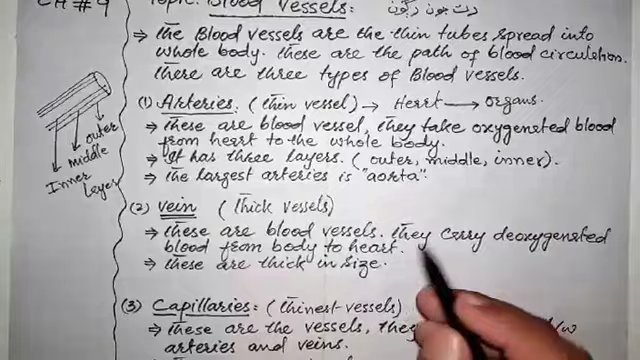 CH # 9
Topic: Blood Vessels:
⇒ The Blood vessels are the thin tubes spread into
whole body. These are the path of blood circulation.
There are three types of Blood vessels.
(1) Arteries. (thin vessel) → Heart → Organs.
⇒ These are blood vessel, they take oxygenated blood
from heart to the whole body.
⇒ It has three layers. (outer, middle, inner).
⇒ The largest arteries is "aorta".
outer
middle
Inner
layer
(2) vein (Thick vessels)
⇒ These are blood vessels. They carry deoxygenated
blood from body to heart.
⇒ These are thick in size.
(3) Capillaries: (Thinest vessels)
⇒ These are the vessels, they b/w
arteries and veins.